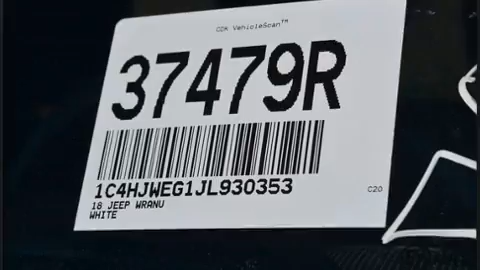 CDK VehicleScan™
37479R
1C4HJWEG1JL930353
18 JEEP WRANU
WHITE
C20